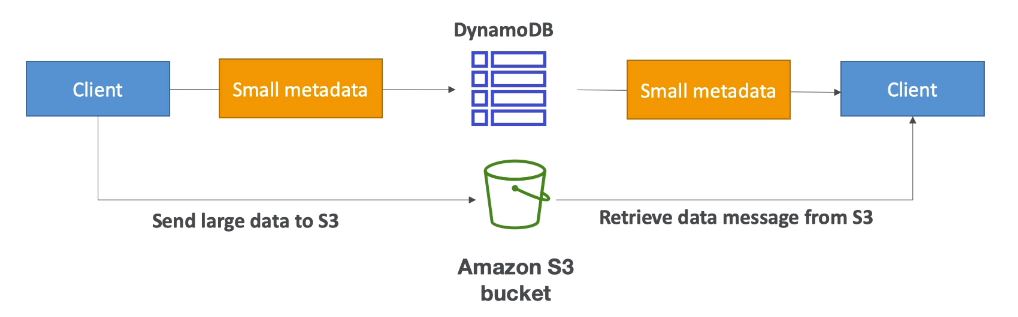 DynamoDB
Client
Small metadata
Small metadata
Client
Send large data to S3
Retrieve data message from S3
Amazon S3
bucket